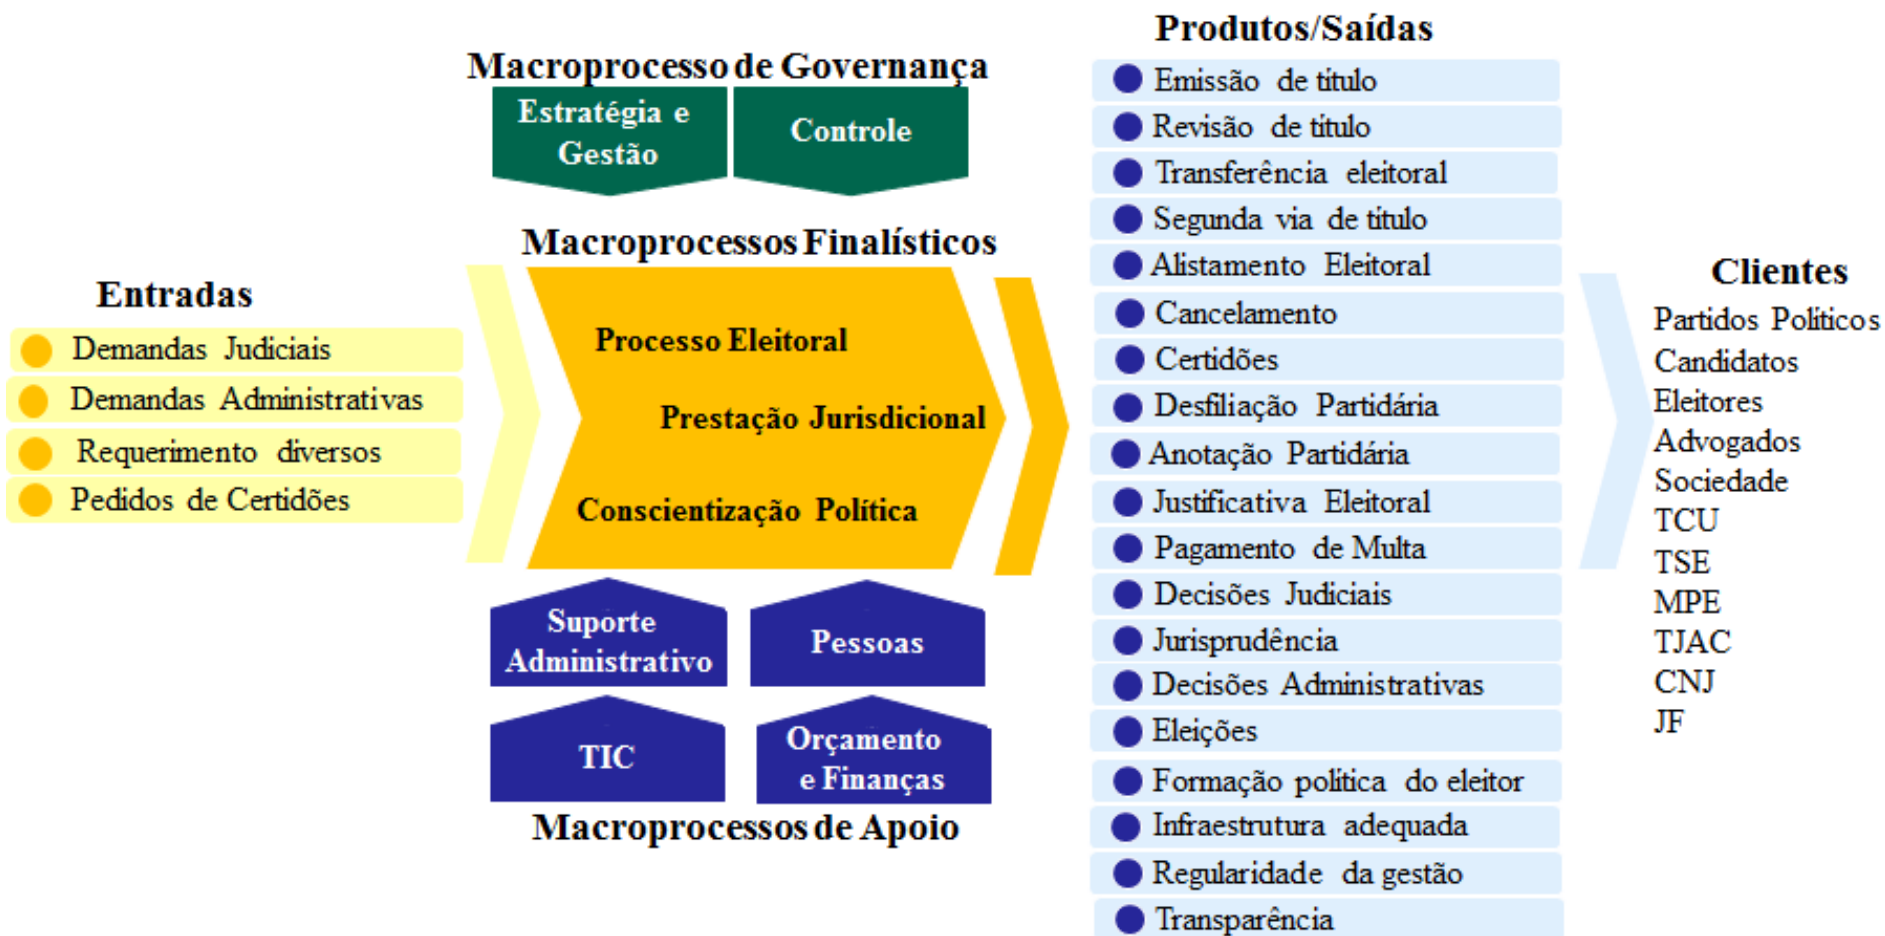 Entradas
Demandas Judiciais
Demandas Administrativas
Requerimento diversos
Pedidos de Certidões
Macroprocesso de Governança
Estratégia e
Gestão
Controle
Macroprocessos Finalísticos
Processo Eleitoral
Prestação Jurisdicional
Conscientização Política
Suporte
Administrativo
Pessoas
TIC
Orçamento
e Finanças
Macroprocessos de Apoio
Produtos/Saídas
Emissão de título
Revisão de título
Transferência eleitoral
Segunda via de título
Alistamento Eleitoral
Cancelamento
Certidões
Desfiliação Partidária
Anotação Partidária
Justificativa Eleitoral
Pagamento de Multa
Decisões Judiciais
Jurisprudência
Decisões Administrativas
Eleições
Formação política do eleitor
Infraestrutura adequada
Regularidade da gestão
Transparência
Clientes
Partidos Políticos
Candidatos
Eleitores
Advogados
Sociedade
TCU
TSE
MPE
TJAC
CNJ
JF